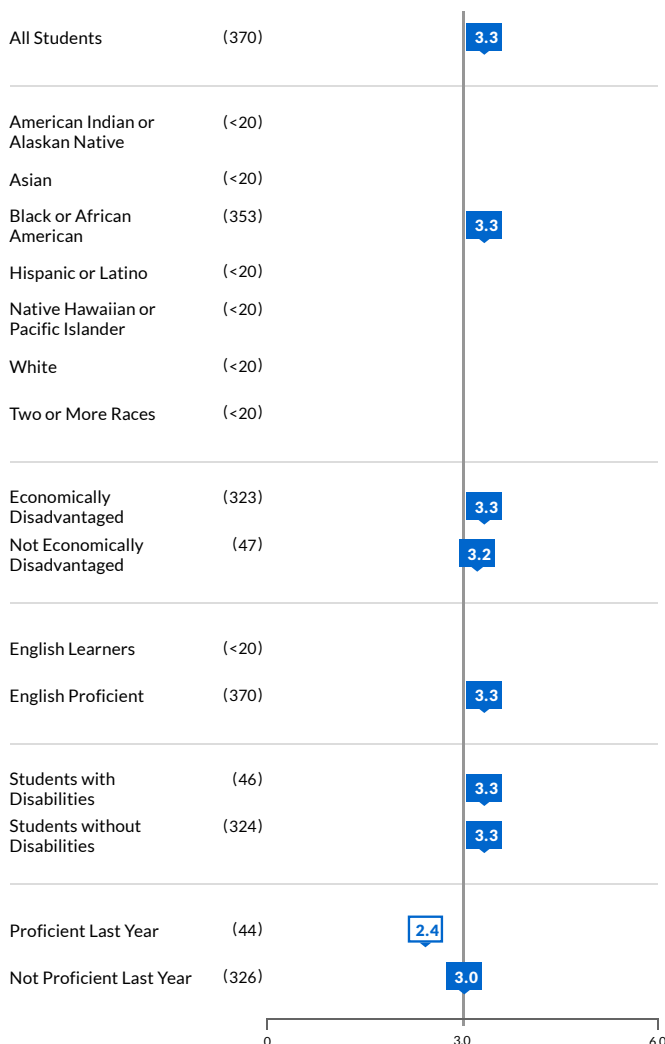 All Students (370) 3.3
American Indian or (<20)
Alaskan Native
Asian (<20)
Black or African (353) 3.3
American
Hispanic or Latino (<20)
Native Hawaiian or (<20)
Pacific Islander
White (<20)
Two or More Races (<20)
Economically (323) 3.3
Disadvantaged
Not Economically (47) 3.2
Disadvantaged
English Learners (<20)
English Proficient (370) 3.3
Students with (46) 3.3
Disabilities
Students without (324) 3.3
Disabilities
Proficient Last Year (44) 2.4
Not Proficient Last Year (326) 3.0
0 3.0 6.0